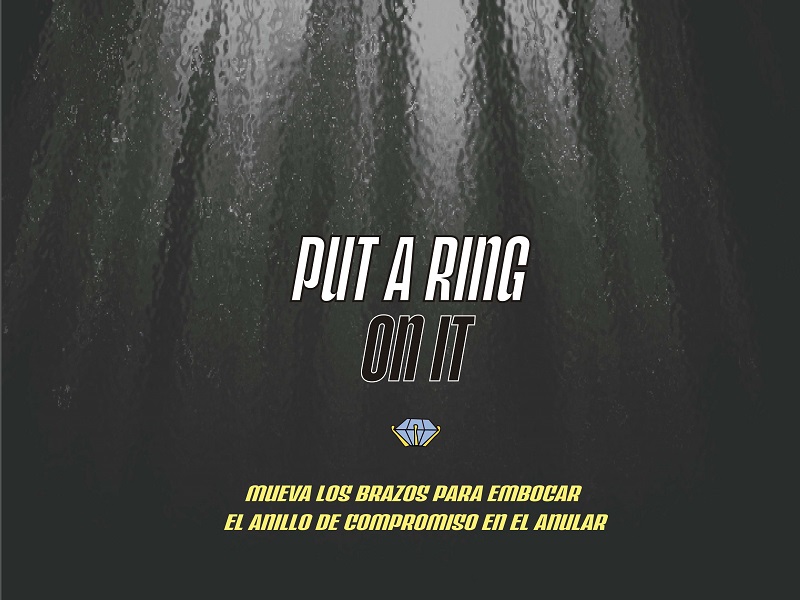 PUT A RING
ON IT
MUEVA LOS BRAZOS PARA EMBOCAR
EL ANILLO DE COMPROMISO EN EL ANULAR